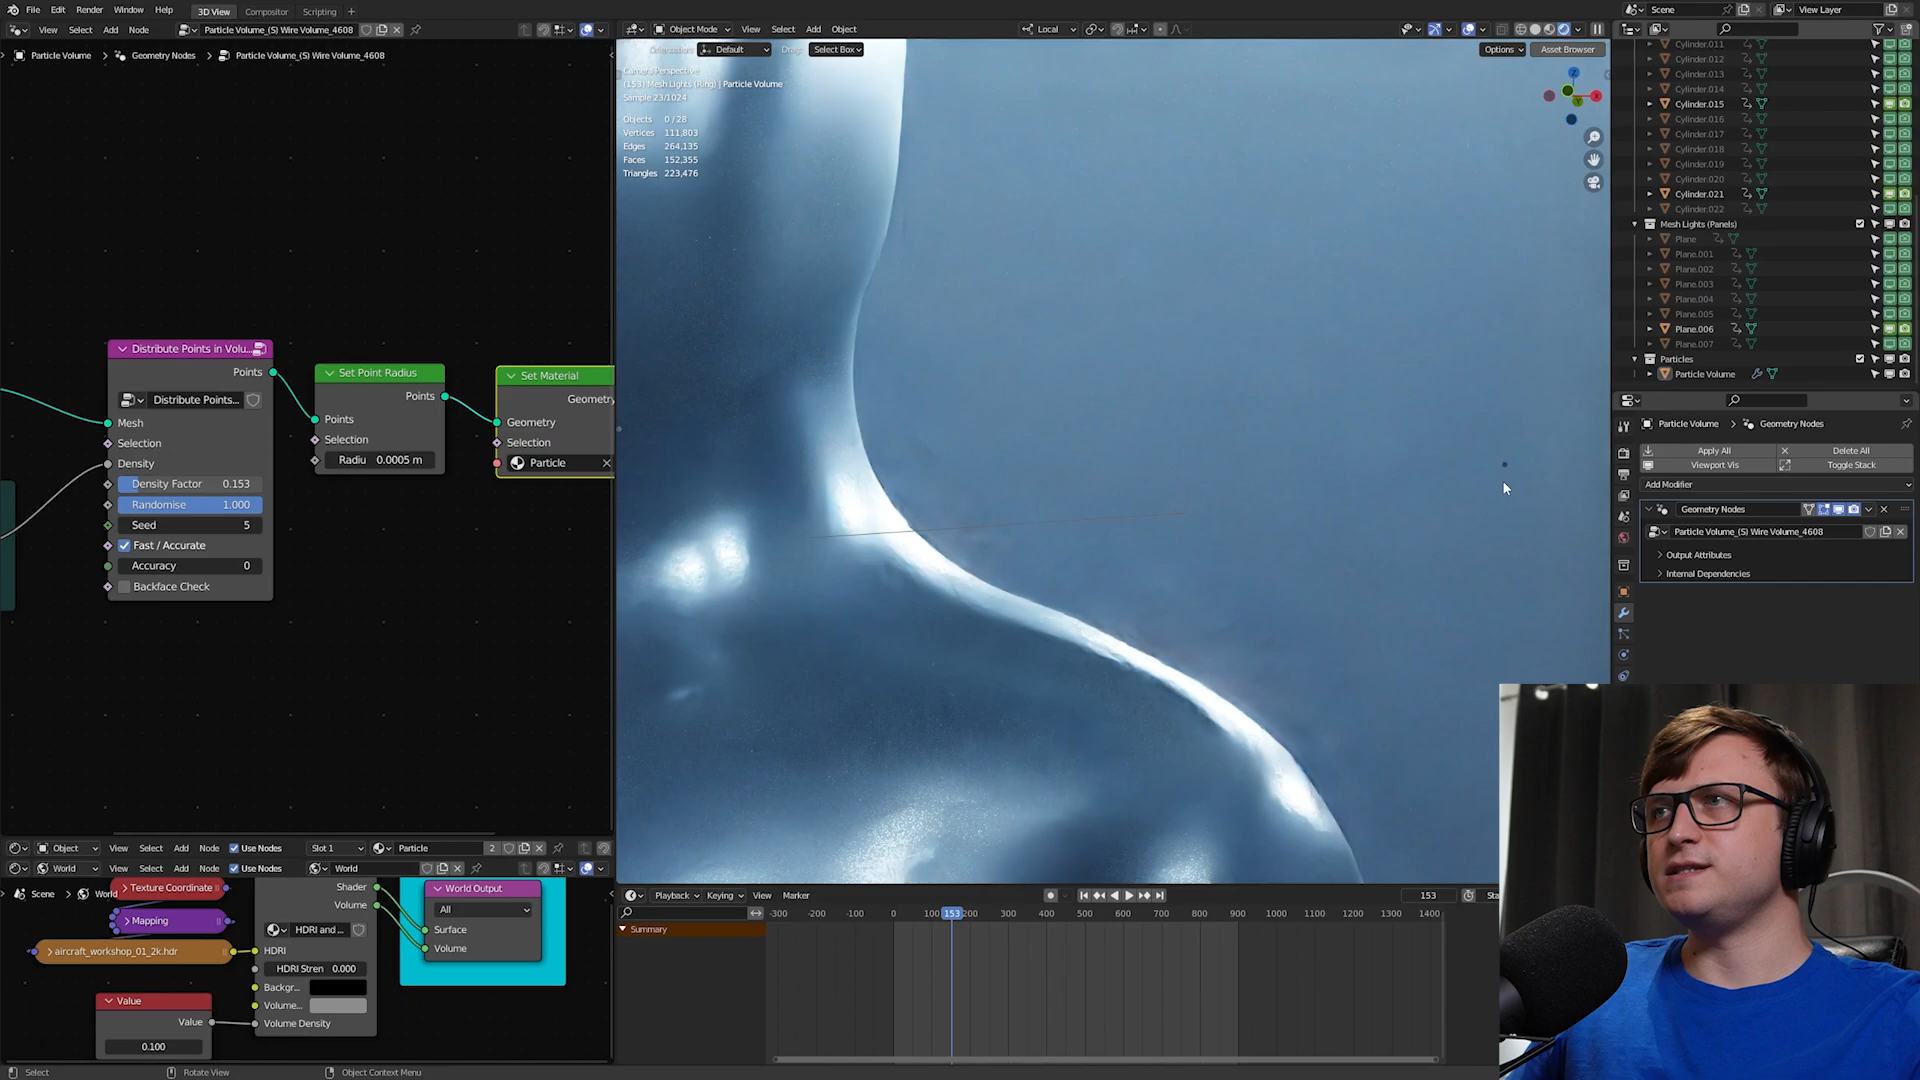 File Edit Render Window Help 3D View Compositor Scripting + Scene View Layer
View Select Add Node Particle Volume_(S) Wire Volume_4608 Object Mode View Select Add Object Local
Particle Volume > Geometry Nodes > Particle Volume_(S) Wire Volume_4608
Orientation: Default Drag: Select Box Options Asset Browser
Camera Perspective
(153) Mesh Lights (Ring) | Particle Volume
Sample 23/1024
Objects 0 / 28
Vertices 111,803
Edges 264,135
Faces 152,355
Triangles 223,476
Cylinder.011
Cylinder.012
Cylinder.013
Cylinder.014
Cylinder.015
Cylinder.016
Cylinder.017
Cylinder.018
Cylinder.019
Cylinder.020
Cylinder.021
Cylinder.022
Mesh Lights (Panels)
Plane
Plane.001
Plane.002
Plane.003
Plane.004
Plane.005
Plane.006
Plane.007
Particles
Particle Volume
Particle Volume > Geometry Nodes
Apply All Delete All
Viewport Vis Toggle Stack
Add Modifier
Geometry Nodes
Particle Volume_(S) Wire Volume_4608
Output Attributes
Internal Dependencies
Distribute Points in Volu...
Points
Distribute Points...
Mesh
Selection
Density
Density Factor 0.153
Randomise 1.000
Seed 5
Fast / Accurate
Accuracy 0
Backface Check
Set Point Radius
Points
Points
Selection
Radiu 0.0005 m
Set Material
Geometry
Selection
Particle
Object View Select Add Node Use Nodes Slot 1 Particle 2
World View Select Add Node Use Nodes World
Scene > World
Texture Coordinate
Mapping
aircraft_workshop_01_2k.hdr
Value
Value
0.100
Shader
Volume
HDRI and ...
HDRI
HDRI Stren 0.000
Backgr...
Volume...
Volume Density
World Output
All
Surface
Volume
Playback Keying View Marker 153 Sta
-300 -200 -100 0 100 153 200 300 400 500 600 700 800 900 1000 1100 1200 1300 1400
Summary
Select Rotate View Object Context Menu
X
Y
Z